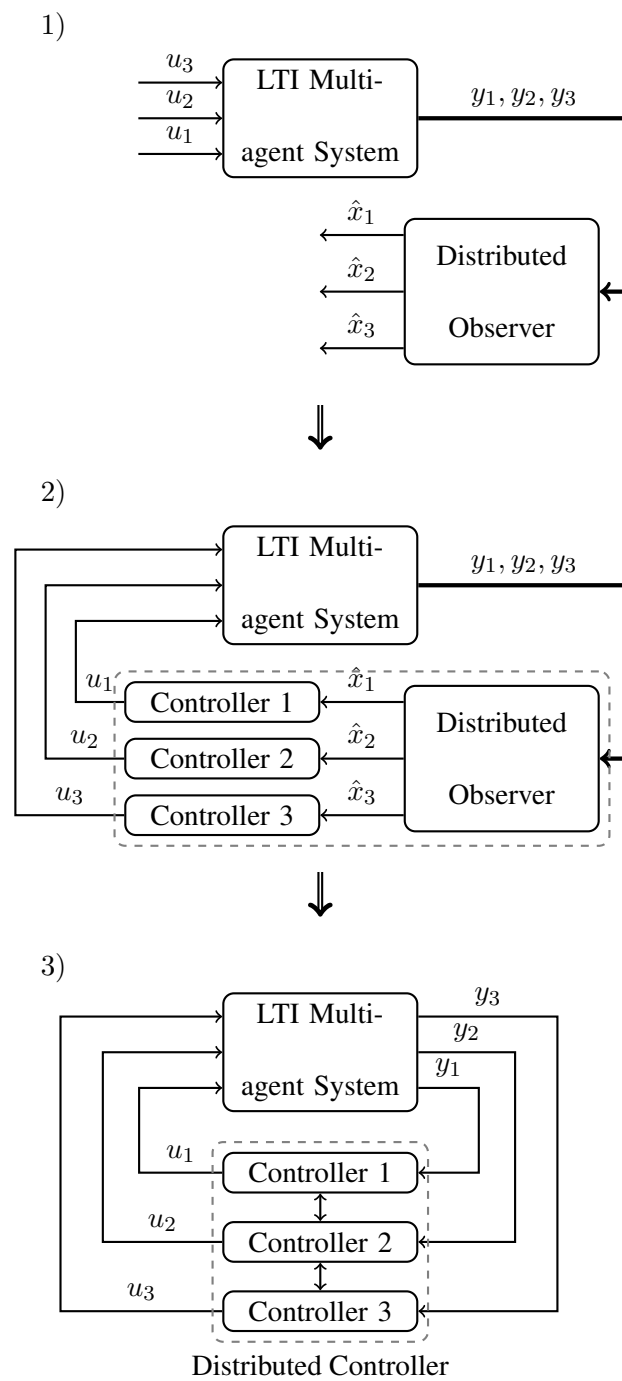 1)
u₃
LTI Multi-
y₁, y₂, y₃
u₂
u₁
agent System
x̂₁
Distributed
x̂₂
x̂₃
Observer
2)
LTI Multi-
y₁, y₂, y₃
agent System
u₁
Controller 1
x̂₁
Distributed
u₂
Controller 2
x̂₂
u₃
Controller 3
x̂₃
Observer
3)
y₃
LTI Multi-
y₂
y₁
agent System
u₁
Controller 1
u₂
Controller 2
u₃
Controller 3
Distributed Controller